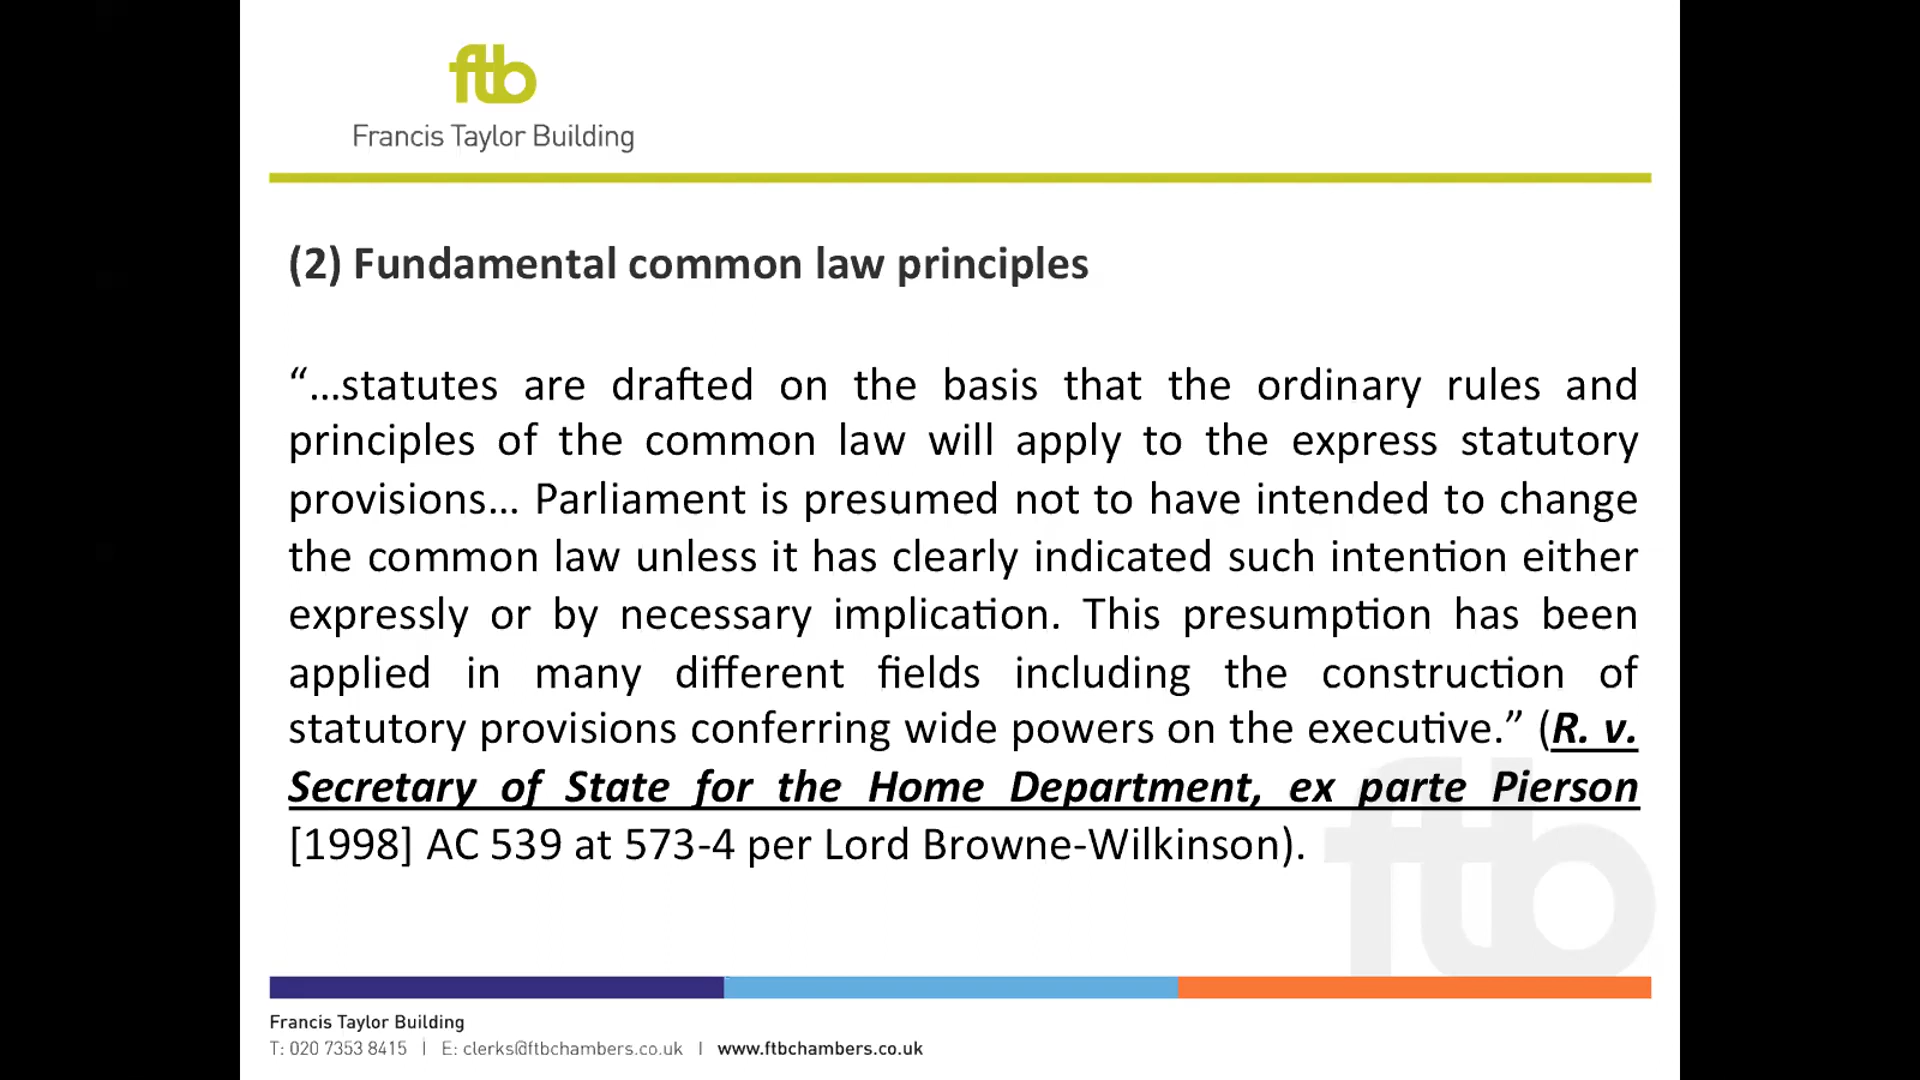 ftb
Francis Taylor Building
(2) Fundamental common law principles
“…statutes are drafted on the basis that the ordinary rules and
principles of the common law will apply to the express statutory
provisions… Parliament is presumed not to have intended to change
the common law unless it has clearly indicated such intention either
expressly or by necessary implication. This presumption has been
applied in many different fields including the construction of
statutory provisions conferring wide powers on the executive.” (R. v.
Secretary of State for the Home Department, ex parte Pierson
[1998] AC 539 at 573-4 per Lord Browne-Wilkinson).
ftb
Francis Taylor Building
T: 020 7353 8415 | E: clerks@ftbchambers.co.uk | www.ftbchambers.co.uk